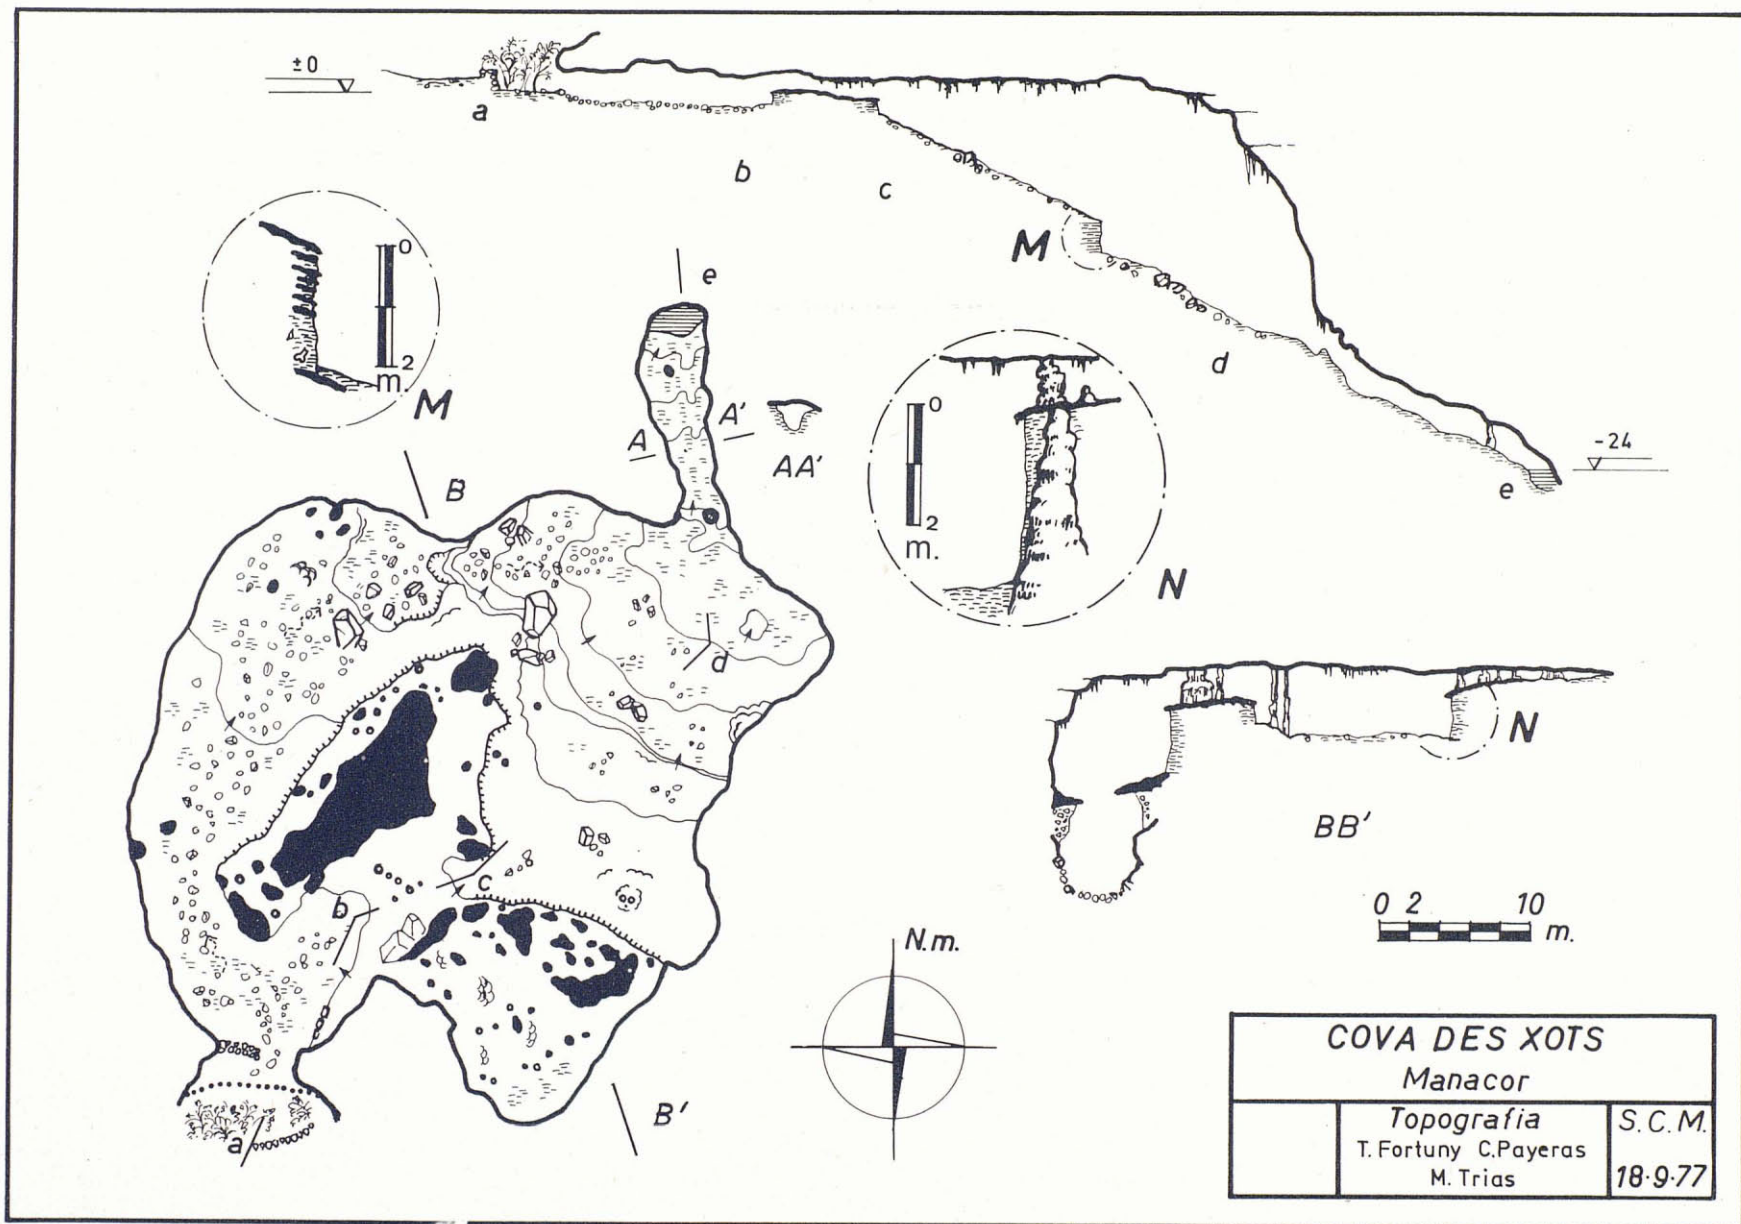 ±0
a
b
c
M
d
e
-24
0
2
m.
M
e
A
A'
AA'
B
0
2
m.
N
d
c
b
a
B'
N
BB'
0 2 10
m.
N.m.
COVA DES XOTS
Manacor
Topografia
T. Fortuny C.Payeras
M. Trias
S.C.M.
18·9·77